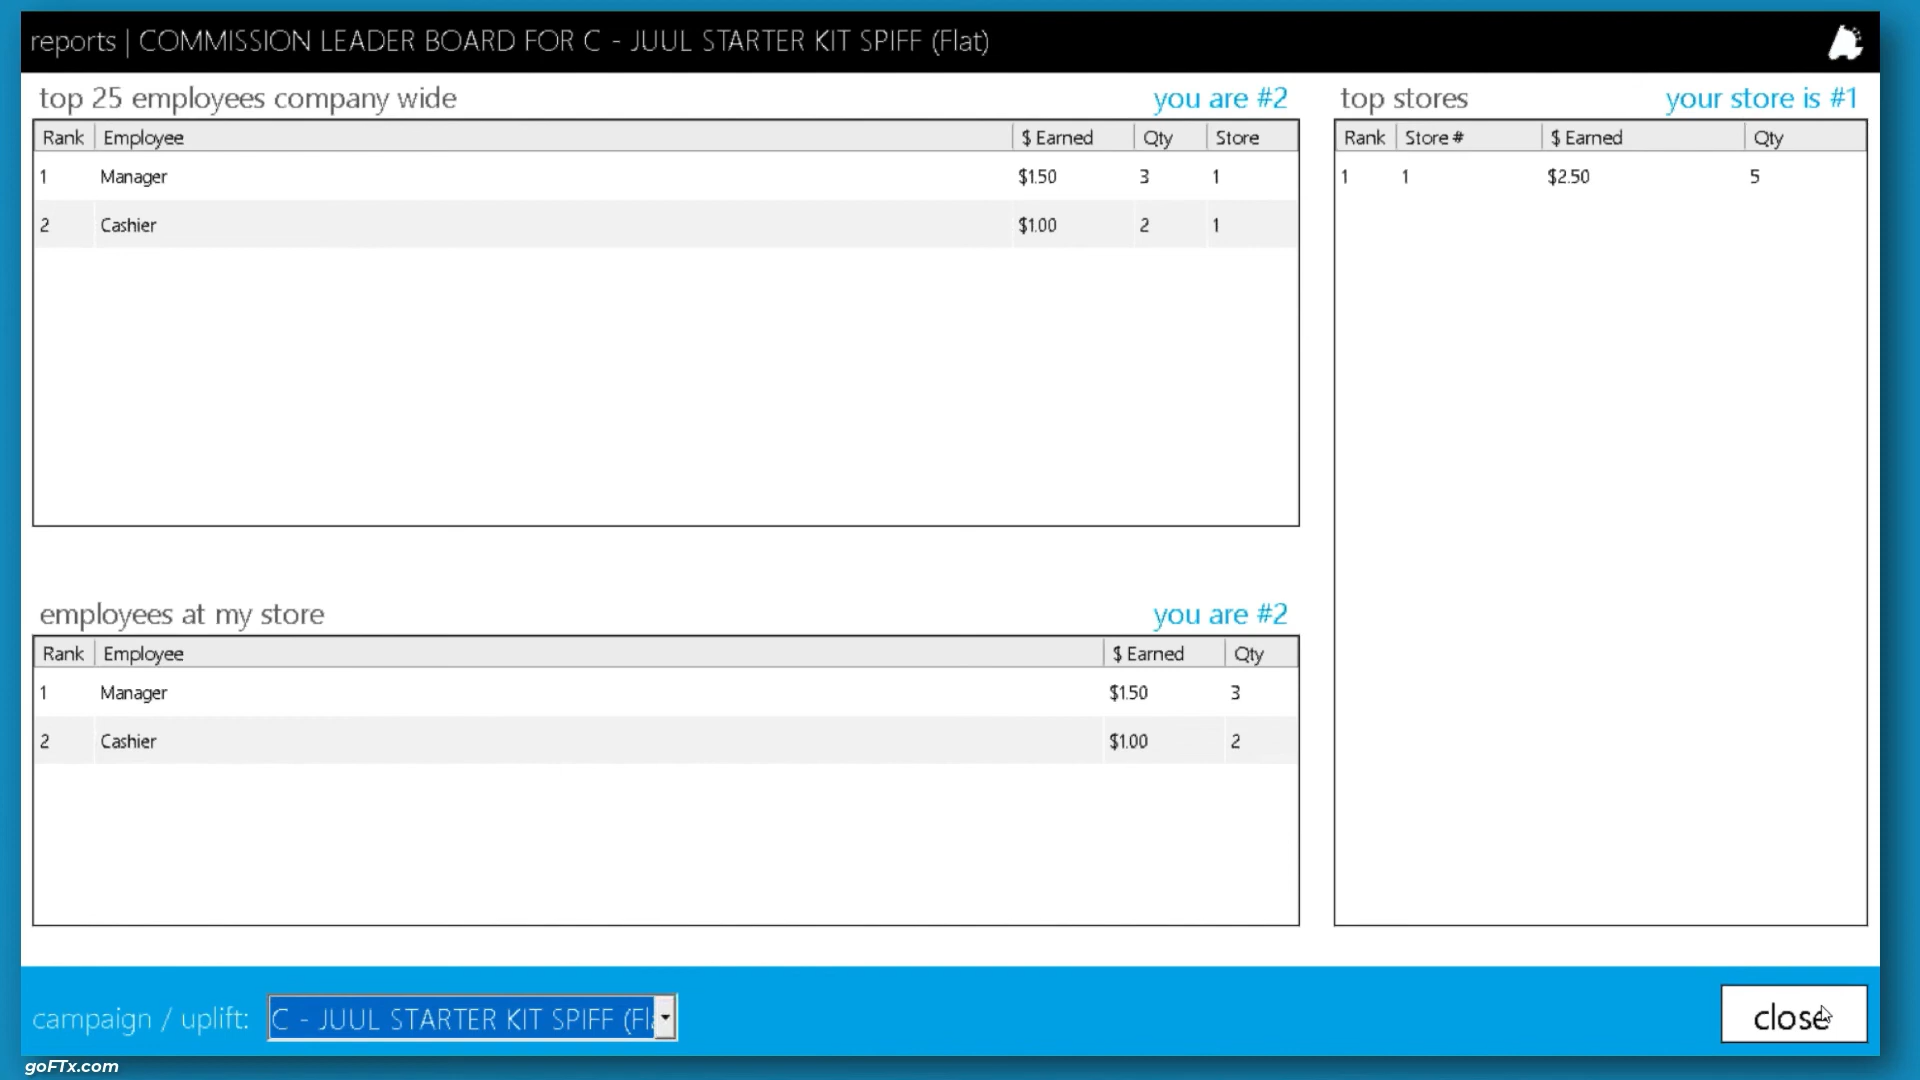 reports | COMMISSION LEADER BOARD FOR C - JUUL STARTER KIT SPIFF (Flat)
top 25 employees company wide you are #2
Rank Employee $ Earned Qty Store
1 Manager $1.50 3 1
2 Cashier $1.00 2 1
top stores your store is #1
Rank Store # $ Earned Qty
1 1 $2.50 5
employees at my store you are #2
Rank Employee $ Earned Qty
1 Manager $1.50 3
2 Cashier $1.00 2
campaign / uplift: C - JUUL STARTER KIT SPIFF (Fla
close
goFTx.com